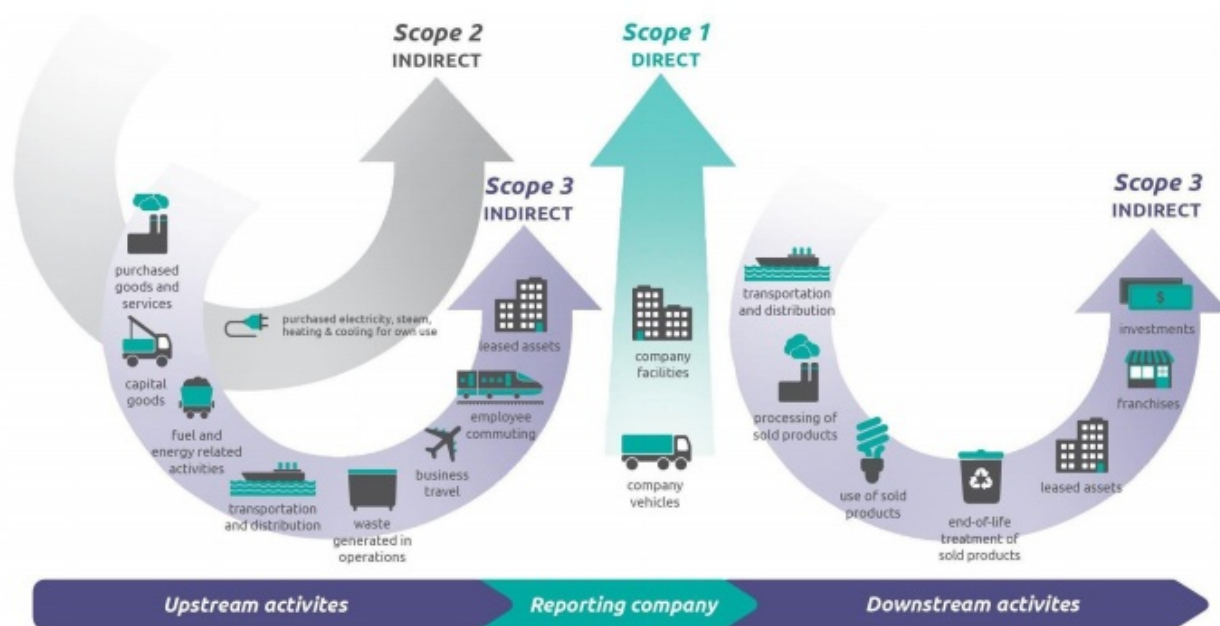 Scope 2
INDIRECT
Scope 1
DIRECT
Scope 3
INDIRECT
Scope 3
INDIRECT
purchased
goods and
services
capital
goods
fuel and
energy related
activities
transportation
and distribution
waste
generated in
operations
business
travel
employee
commuting
leased assets
purchased electricity, steam,
heating & cooling for own use
company
facilities
company
vehicles
transportation
and distribution
processing of
sold products
use of sold
products
end-of-life
treatment of
sold products
leased assets
franchises
investments
$
Upstream activites
Reporting company
Downstream activites